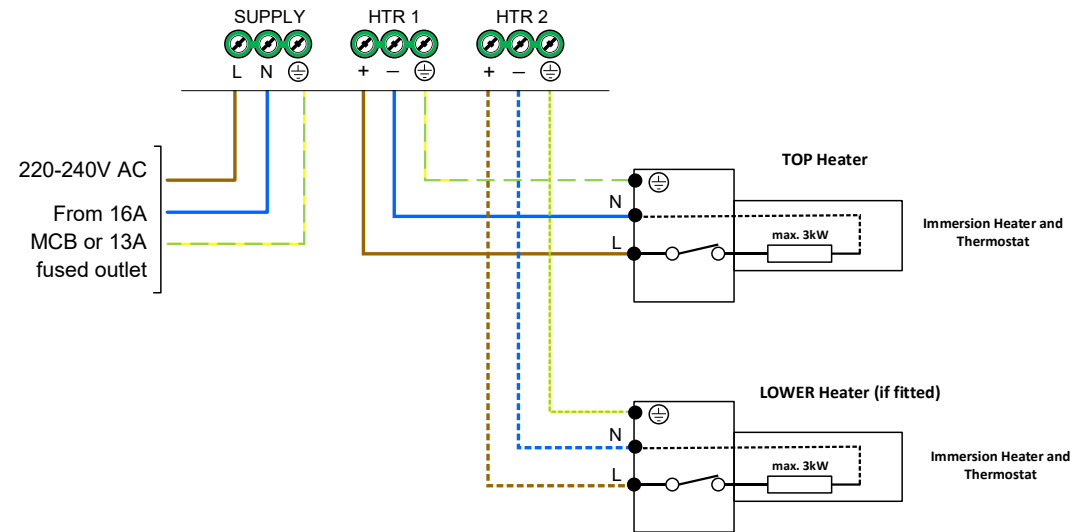 SUPPLY HTR 1 HTR 2
L N + – + –
220-240V AC
From 16A
MCB or 13A
fused outlet
TOP Heater
N
L
max. 3kW
Immersion Heater and
Thermostat
LOWER Heater (if fitted)
N
L
max. 3kW
Immersion Heater and
Thermostat